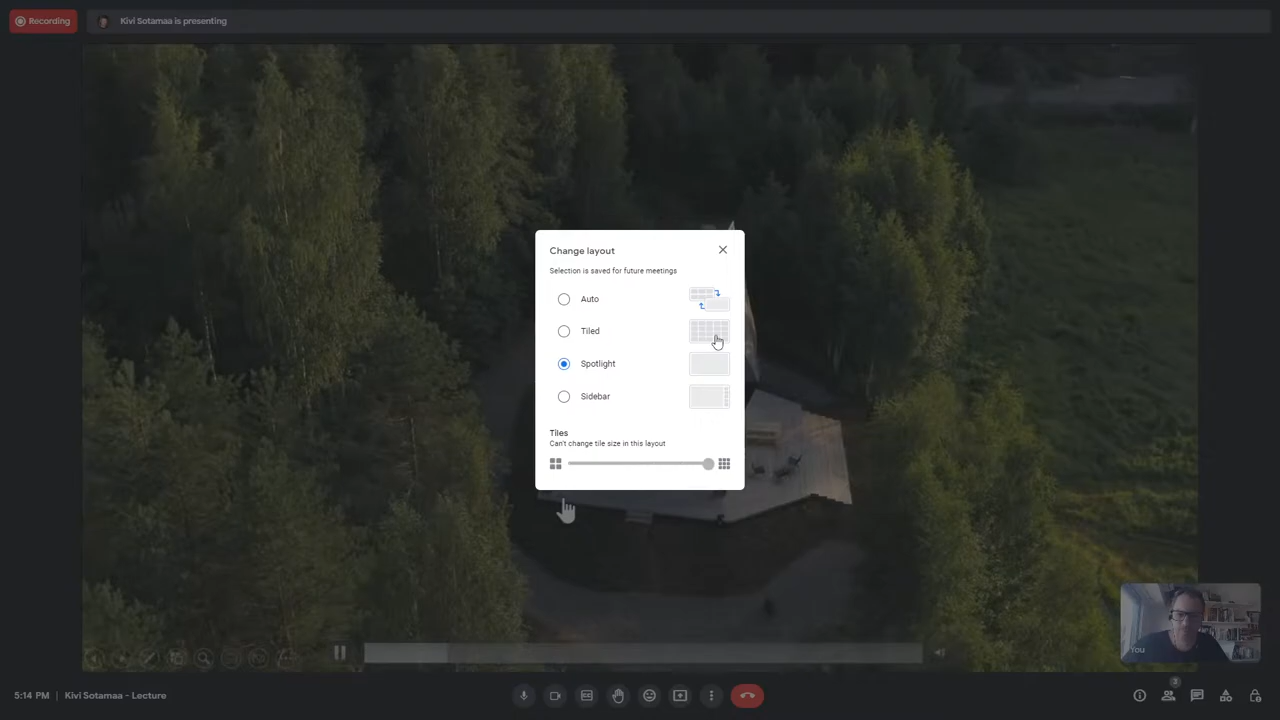 Recording
Kivi Sotamaa is presenting
Change layout
Selection is saved for future meetings
Auto
Tiled
Spotlight
Sidebar
Tiles
Can't change tile size in this layout
You
5:14 PM | Kivi Sotamaa - Lecture
3